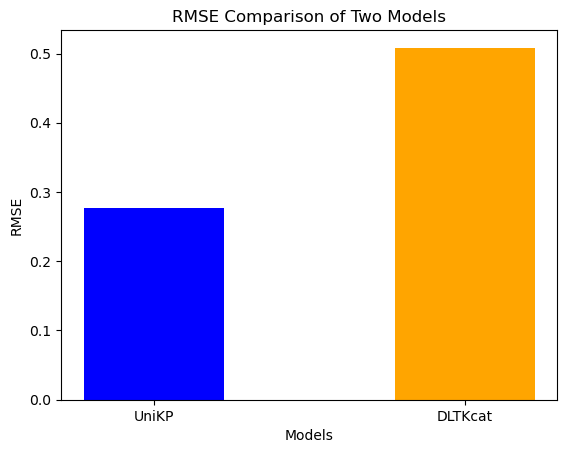 RMSE Comparison of Two Models
RMSE
0.5
0.4
0.3
0.2
0.1
0.0
UniKP
DLTKcat
Models